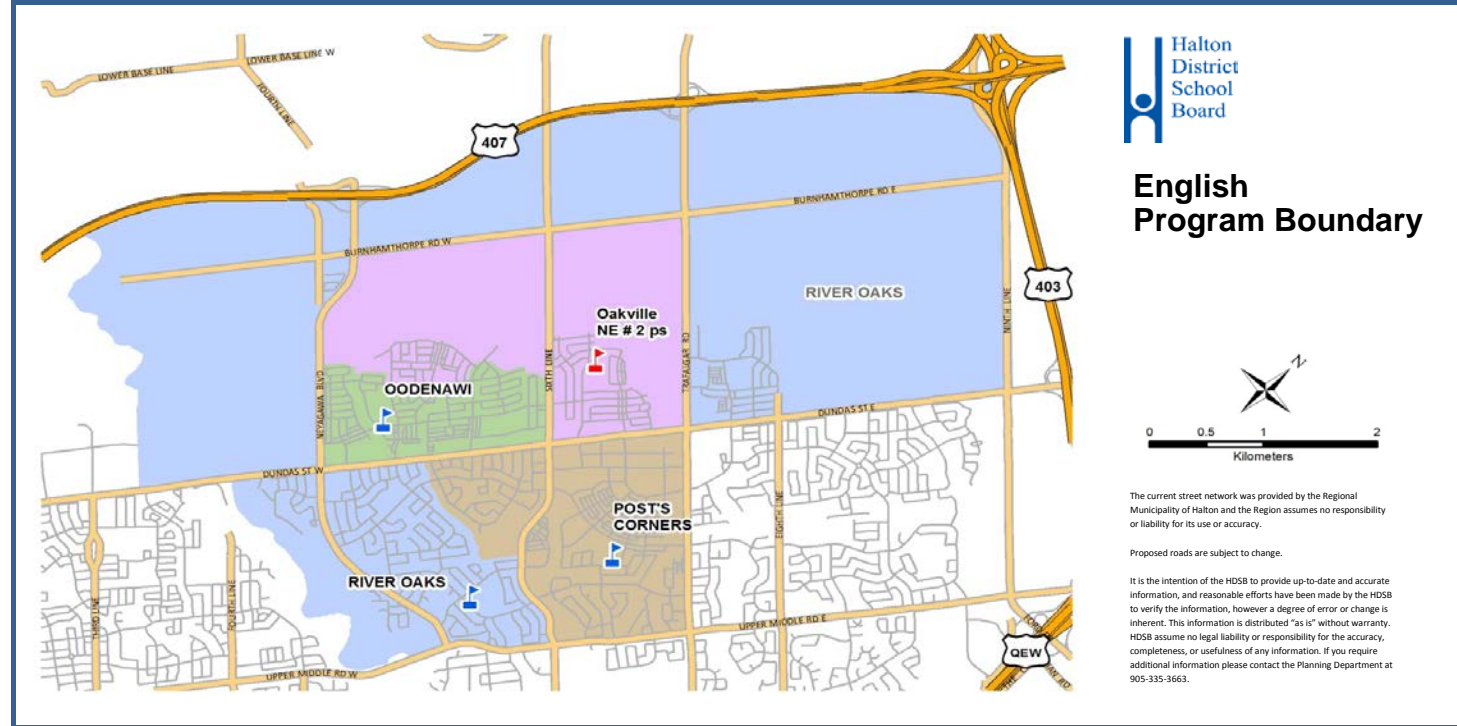 LOWER BASE LINE
LOWER BASE LINE W
FOURTH LINE
407
BURNHAMTHORPE RD E
BURNHAMTHORPE RD W
RIVER OAKS
403
NINTH LINE
Oakville
NE # 2 ps
TRAFALGAR RD
SIXTH LINE
NEYAGAWA BLVD
OODENAWI
DUNDAS ST E
DUNDAS ST W
POST'S
CORNERS
EIGHTH LINE
RIVER OAKS
THIRD LINE
FOURTH LINE
UPPER MIDDLE RD E
UPPER MIDDLE RD W
QEW
Halton
District
School
Board
English
Program Boundary
N
0 0.5 1 2
Kilometers
The current street network was provided by the Regional
Municipality of Halton and the Region assumes no responsibility
or liability for its use or accuracy.
Proposed roads are subject to change.
It is the intention of the HDSB to provide up-to-date and accurate
information, and reasonable efforts have been made by the HDSB
to verify the information, however a degree of error or change is
inherent. This information is distributed "as is" without warranty.
HDSB assume no legal liability or responsibility for the accuracy,
completeness, or usefulness of any information. If you require
additional information please contact the Planning Department at
905-335-3663.